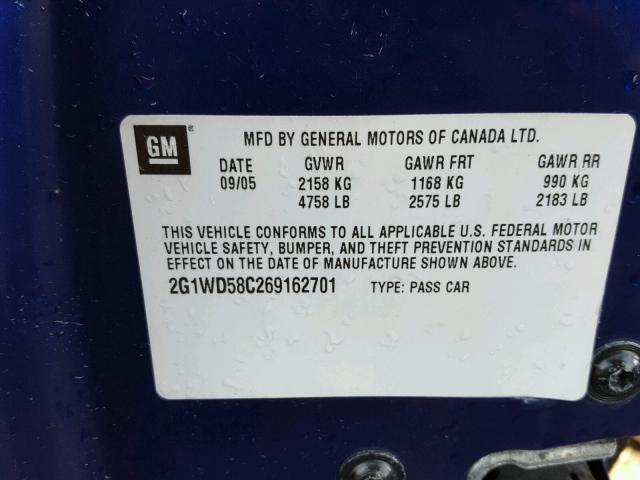 GM ® MFD BY GENERAL MOTORS OF CANADA LTD.
DATE GVWR GAWR FRT GAWR RR
09/05 2158 KG 1168 KG 990 KG
4758 LB 2575 LB 2183 LB
THIS VEHICLE CONFORMS TO ALL APPLICABLE U.S. FEDERAL MOTOR
VEHICLE SAFETY, BUMPER, AND THEFT PREVENTION STANDARDS IN
EFFECT ON THE DATE OF MANUFACTURE SHOWN ABOVE.
2G1WD58C269162701 TYPE: PASS CAR